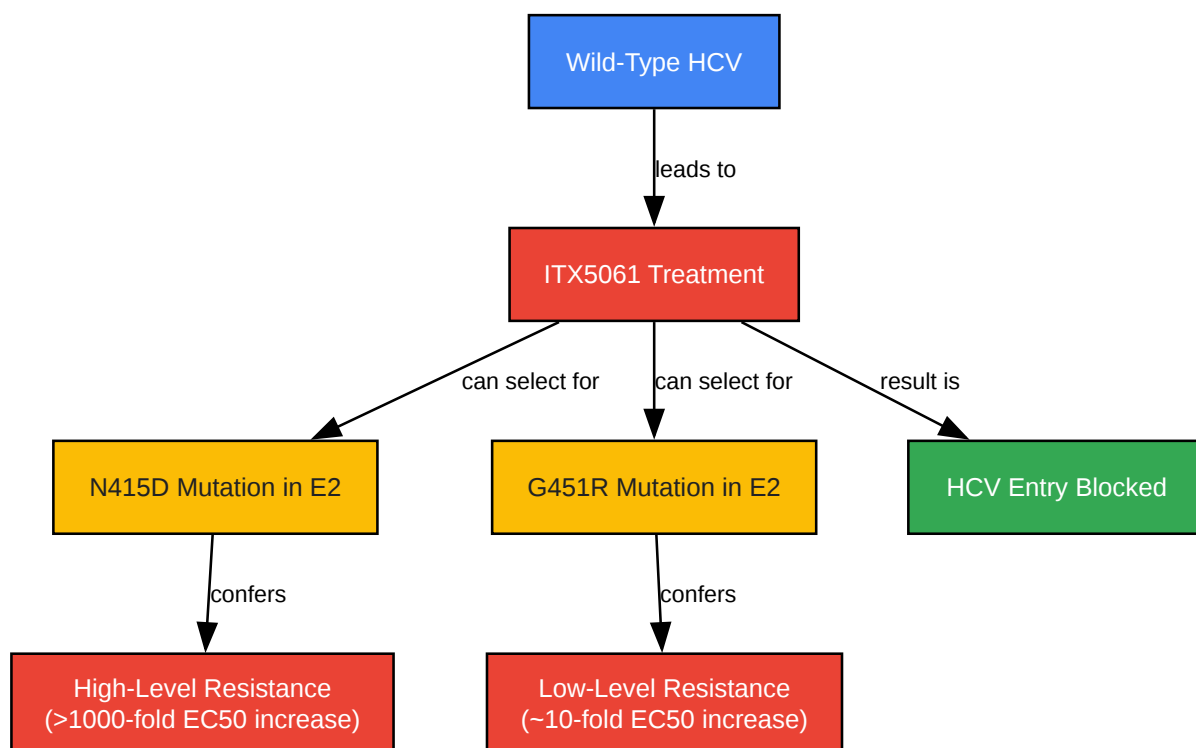 Wild-Type HCV
leads to
ITX5061 Treatment
can select for
can select for
result is
N415D Mutation in E2
G451R Mutation in E2
HCV Entry Blocked
confers
confers
High-Level Resistance
(>1000-fold EC50 increase)
Low-Level Resistance
(~10-fold EC50 increase)